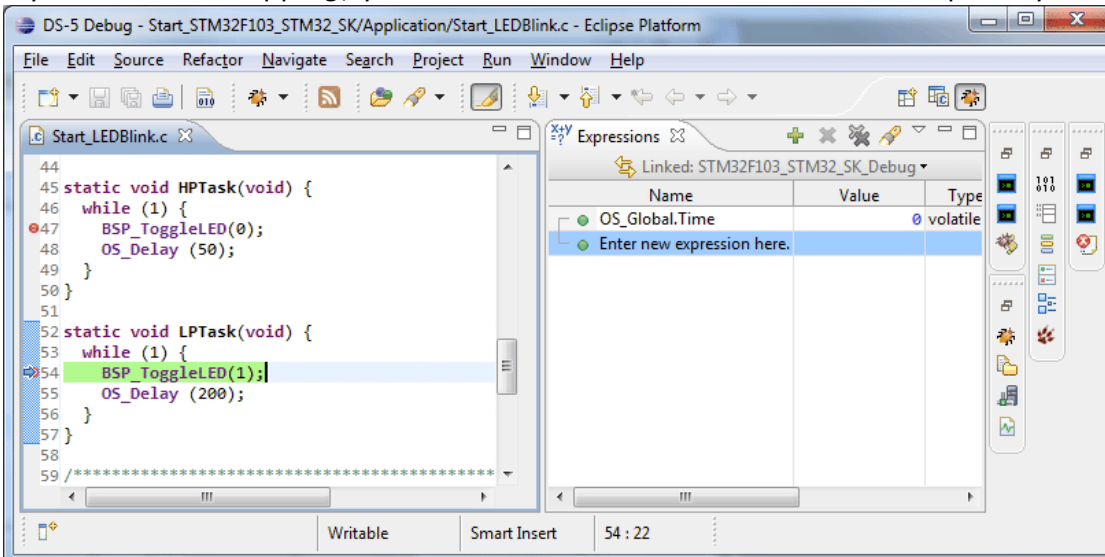 DS-5 Debug - Start_STM32F103_STM32_SK/Application/Start_LEDBlink.c - Eclipse Platform
File Edit Source Refactor Navigate Search Project Run Window Help
Start_LEDBlink.c
44
45 static void HPTask(void) {
46 while (1) {
47 BSP_ToggleLED(0);
48 OS_Delay (50);
49 }
50 }
51
52 static void LPTask(void) {
53 while (1) {
54 BSP_ToggleLED(1);
55 OS_Delay (200);
56 }
57 }
58
59 /********************************************
Expressions
Linked: STM32F103_STM32_SK_Debug
Name Value Type
OS_Global.Time 0 volatile
Enter new expression here.
Writable Smart Insert 54 : 22